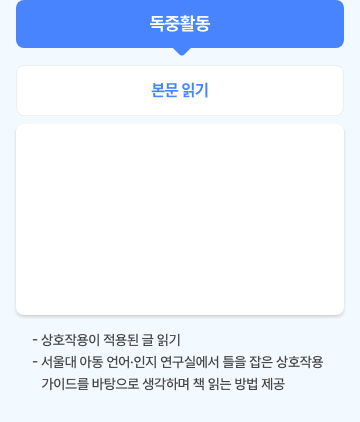 독중활동
본문 읽기
- 상호작용이 적용된 글 읽기
- 서울대 아동 언어·인지 연구실에서 틀을 잡은 상호작용
가이드를 바탕으로 생각하며 책 읽는 방법 제공